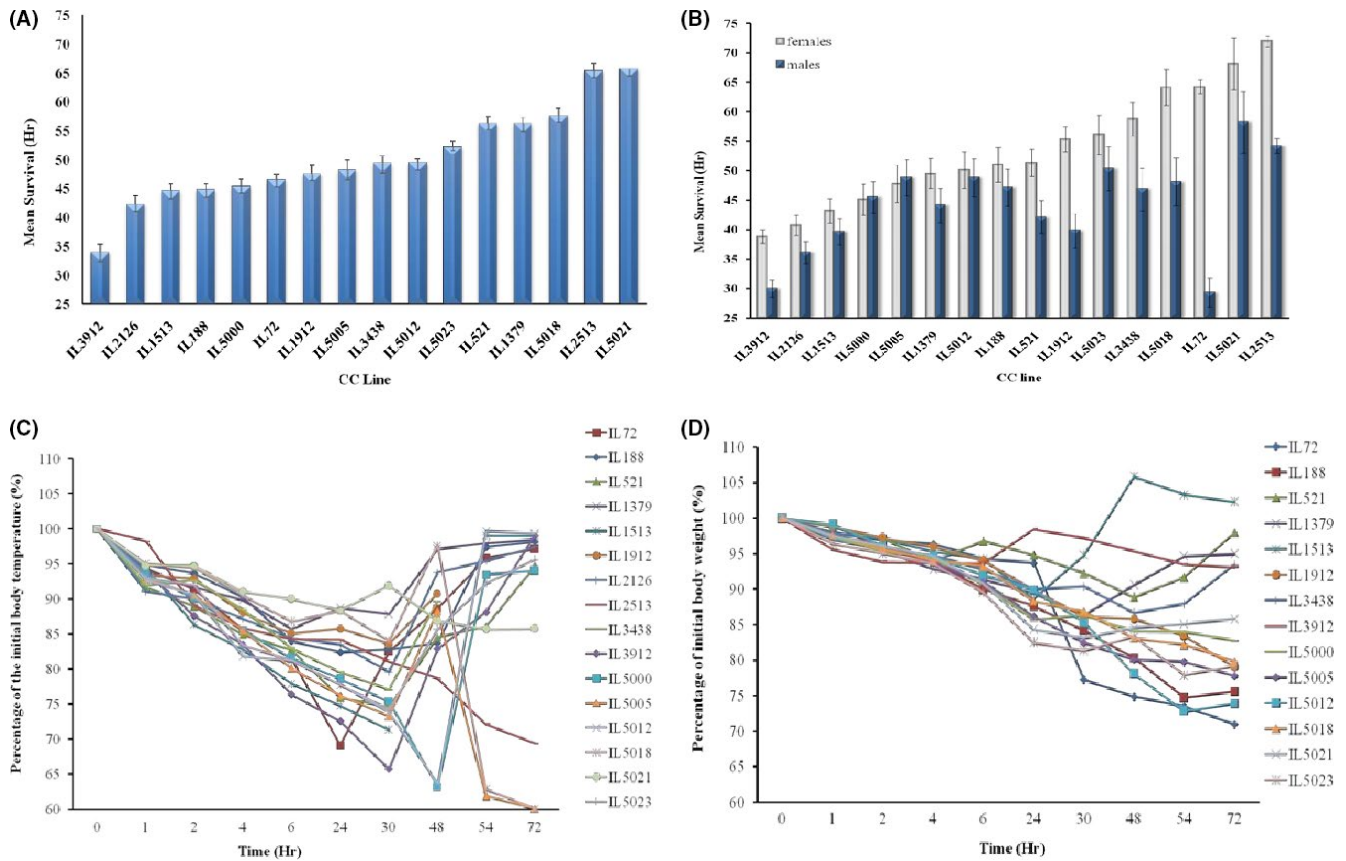 (A)
75
70
65
60
55
50
45
40
35
30
25
Mean Survival (Hr)
IL3912
IL2126
IL1513
IL188
IL5000
IL72
IL1912
IL5005
IL3438
IL5012
IL5023
IL521
IL1379
IL5018
IL2513
IL5021
CC Line
(B)
75
70
65
60
55
50
45
40
35
30
25
Mean Survival (Hr)
females
males
IL3912
IL2126
IL1513
IL5000
IL5005
IL1379
IL5012
IL188
IL521
IL1912
IL5023
IL3438
IL5018
IL72
IL5021
IL2513
CC line
(C)
110
105
100
95
90
85
80
75
70
65
60
Percentage of the initial body temperature (%)
0 1 2 4 6 24 30 48 54 72
Time (Hr)
IL72
IL188
IL521
IL1379
IL1513
IL1912
IL2126
IL2513
IL3438
IL3912
IL5000
IL5005
IL5012
IL5018
IL5021
IL5023
(D)
110
105
100
95
90
85
80
75
70
65
60
Percentage of initial body weight (%)
0 1 2 4 6 24 30 48 54 72
Time (Hr)
IL72
IL188
IL521
IL1379
IL1513
IL1912
IL3438
IL3912
IL5000
IL5005
IL5012
IL5018
IL5021
IL5023